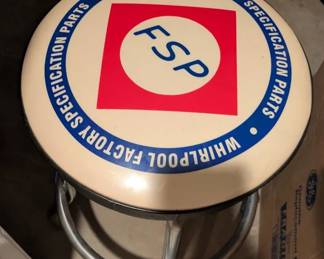 FSP
WHIRLPOOL FACTORY SPECIFICATION PARTS •
SPECIFICATION PARTS